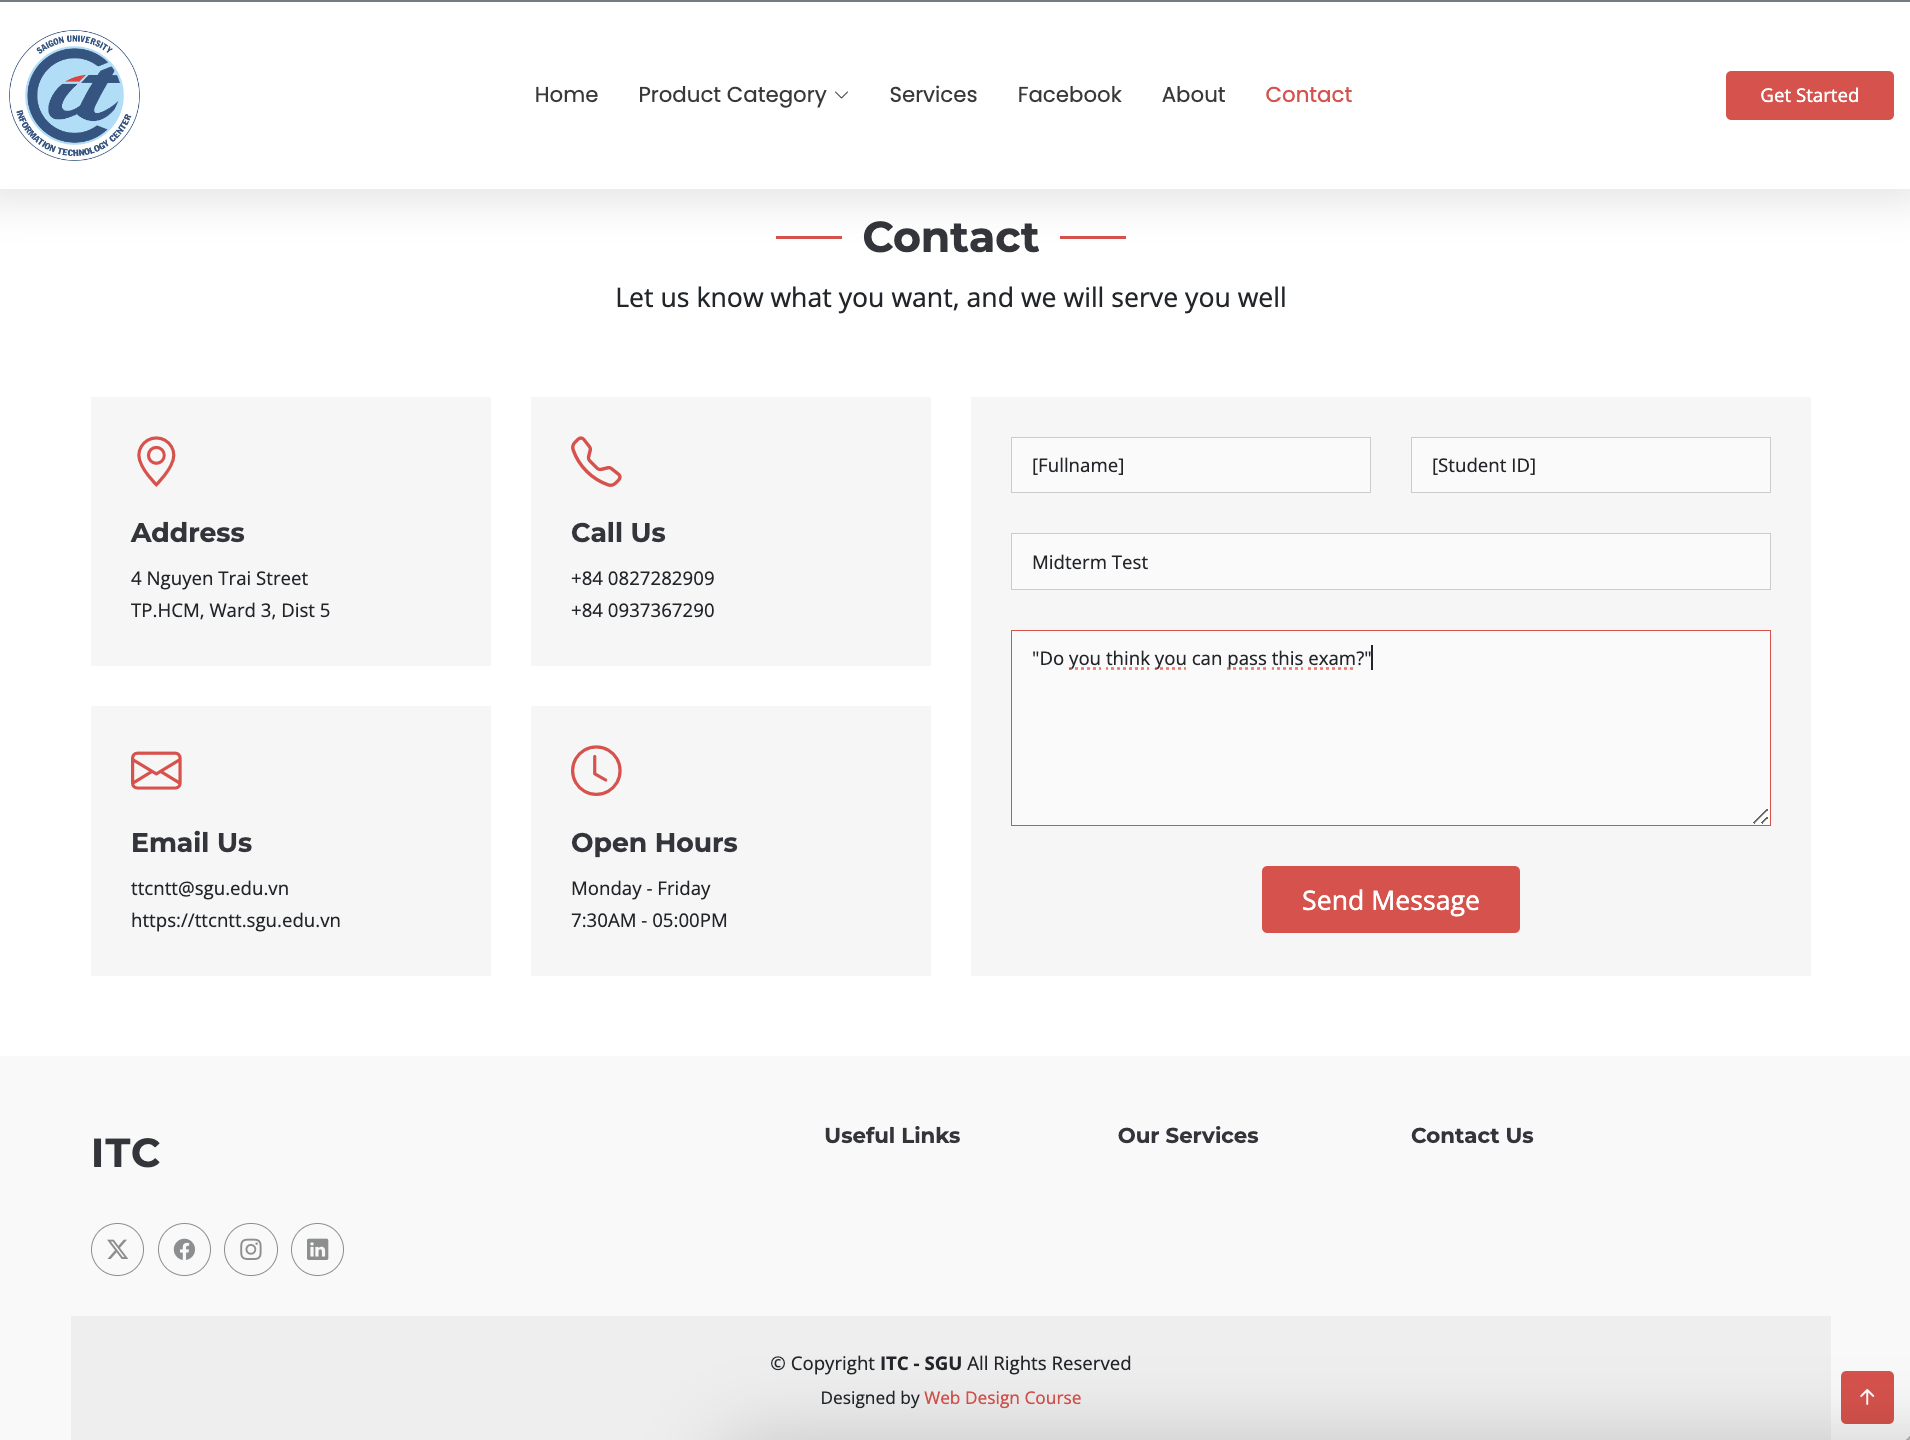 SAIGON UNIVERSITY
it
INFORMATION TECHNOLOGY CENTER
Home
Product Category
Services
Facebook
About
Contact
Get Started
Contact
Let us know what you want, and we will serve you well
Address
4 Nguyen Trai Street
TP.HCM, Ward 3, Dist 5
Call Us
+84 0827282909
+84 0937367290
Email Us
ttcntt@sgu.edu.vn
https://ttcntt.sgu.edu.vn
Open Hours
Monday - Friday
7:30AM - 05:00PM
[Fullname]
[Student ID]
Midterm Test
"Do you think you can pass this exam?"
Send Message
ITC
Useful Links
Our Services
Contact Us
© Copyright ITC - SGU All Rights Reserved
Designed by Web Design Course